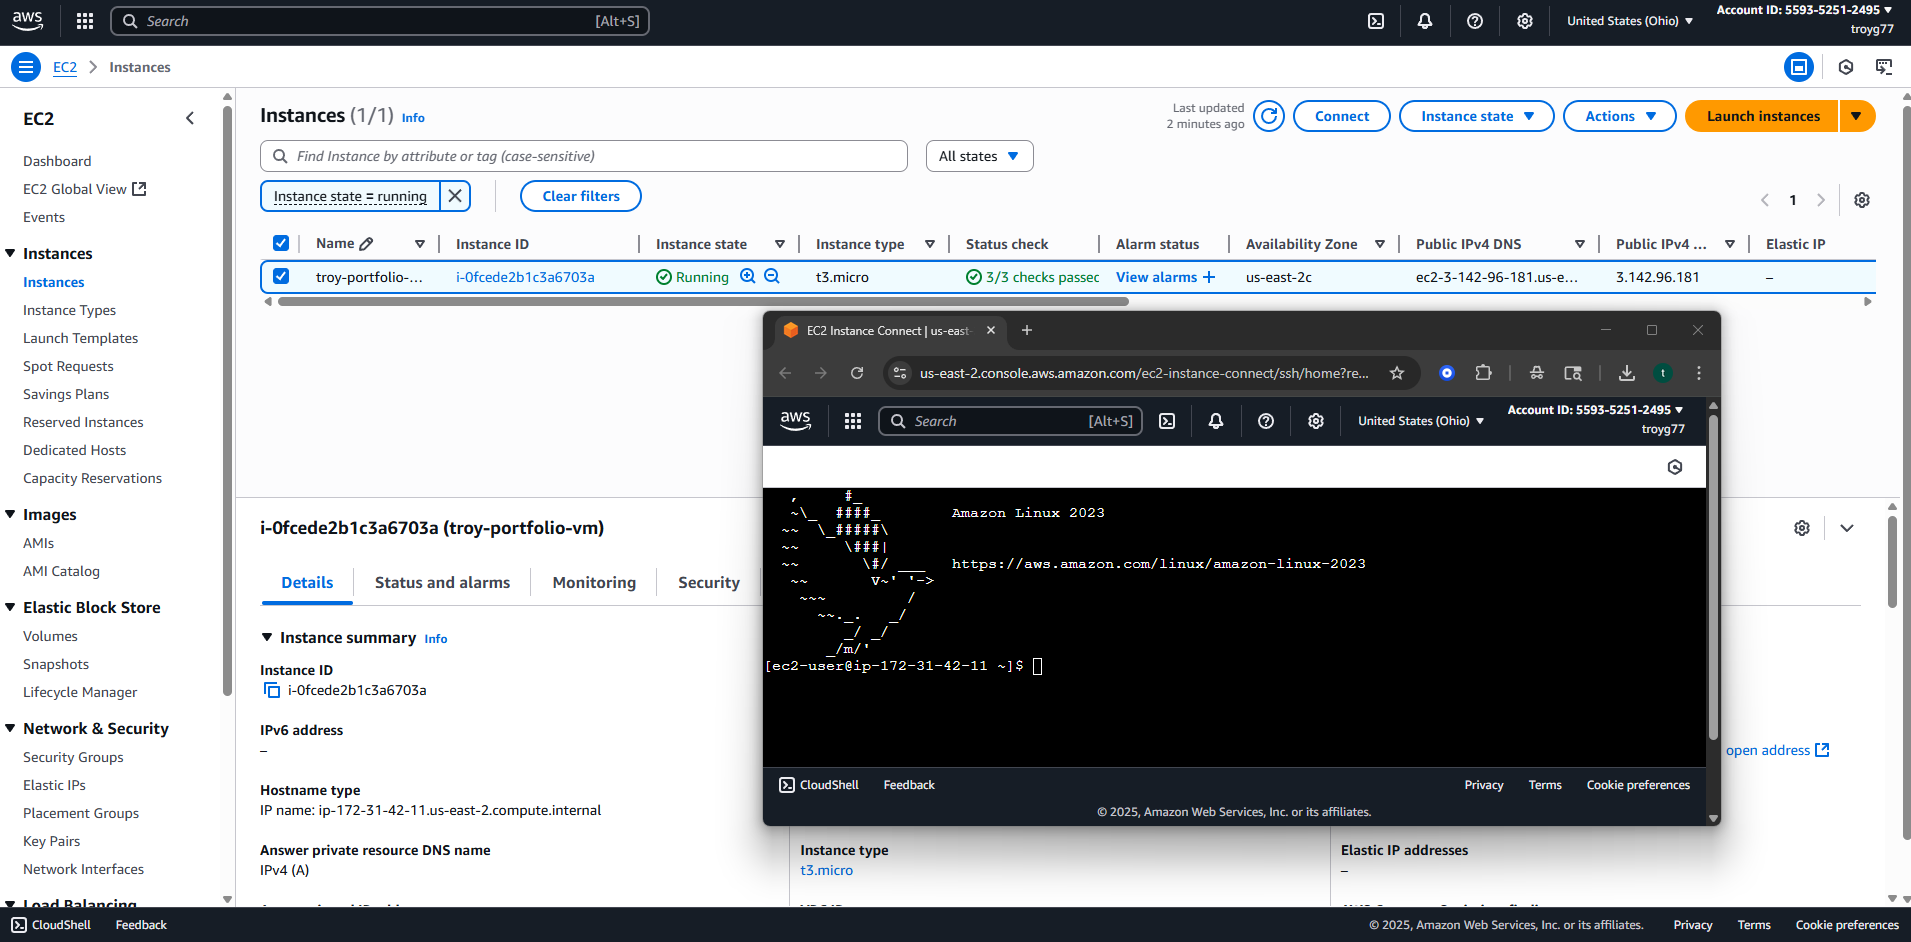 aws
Search [Alt+S]
United States (Ohio)
Account ID: 5593-5251-2495
troyg77
EC2 Instances
EC2
Dashboard
EC2 Global View
Events
Instances
Instances
Instance Types
Launch Templates
Spot Requests
Savings Plans
Reserved Instances
Dedicated Hosts
Capacity Reservations
Images
AMIs
AMI Catalog
Elastic Block Store
Volumes
Snapshots
Lifecycle Manager
Network & Security
Security Groups
Elastic IPs
Placement Groups
Key Pairs
Network Interfaces
Load Balancing
Instances (1/1) Info
Last updated
2 minutes ago
Connect
Instance state
Actions
Launch instances
Find Instance by attribute or tag (case-sensitive)
All states
Instance state = running
Clear filters
1
Name Instance ID Instance state Instance type Status check Alarm status Availability Zone Public IPv4 DNS Public IPv4 ... Elastic IP
troy-portfolio-... i-0fcede2b1c3a6703a Running t3.micro 3/3 checks passec View alarms + us-east-2c ec2-3-142-96-181.us-e... 3.142.96.181 –
i-0fcede2b1c3a6703a (troy-portfolio-vm)
Details Status and alarms Monitoring Security
Instance summary Info
Instance ID
i-0fcede2b1c3a6703a
IPv6 address
–
Hostname type
IP name: ip-172-31-42-11.us-east-2.compute.internal
Answer private resource DNS name
IPv4 (A)
Instance type
t3.micro
Elastic IP addresses
–
open address
EC2 Instance Connect | us-east-
us-east-2.console.aws.amazon.com/ec2-instance-connect/ssh/home?re...
t
aws
Search [Alt+S]
United States (Ohio)
Account ID: 5593-5251-2495
troyg77
   ,     #_
   ~\_  ####_        Amazon Linux 2023
  ~~  \_#####\
  ~~     \###|
  ~~       \#/ ___   https://aws.amazon.com/linux/amazon-linux-2023
   ~~       V~' '->
    ~~~         /
      ~~._.   _/
         _/ _/
       _/m/'
[ec2-user@ip-172-31-42-11 ~]$
CloudShell Feedback Privacy Terms Cookie preferences
© 2025, Amazon Web Services, Inc. or its affiliates.
CloudShell Feedback © 2025, Amazon Web Services, Inc. or its affiliates. Privacy Terms Cookie preferences